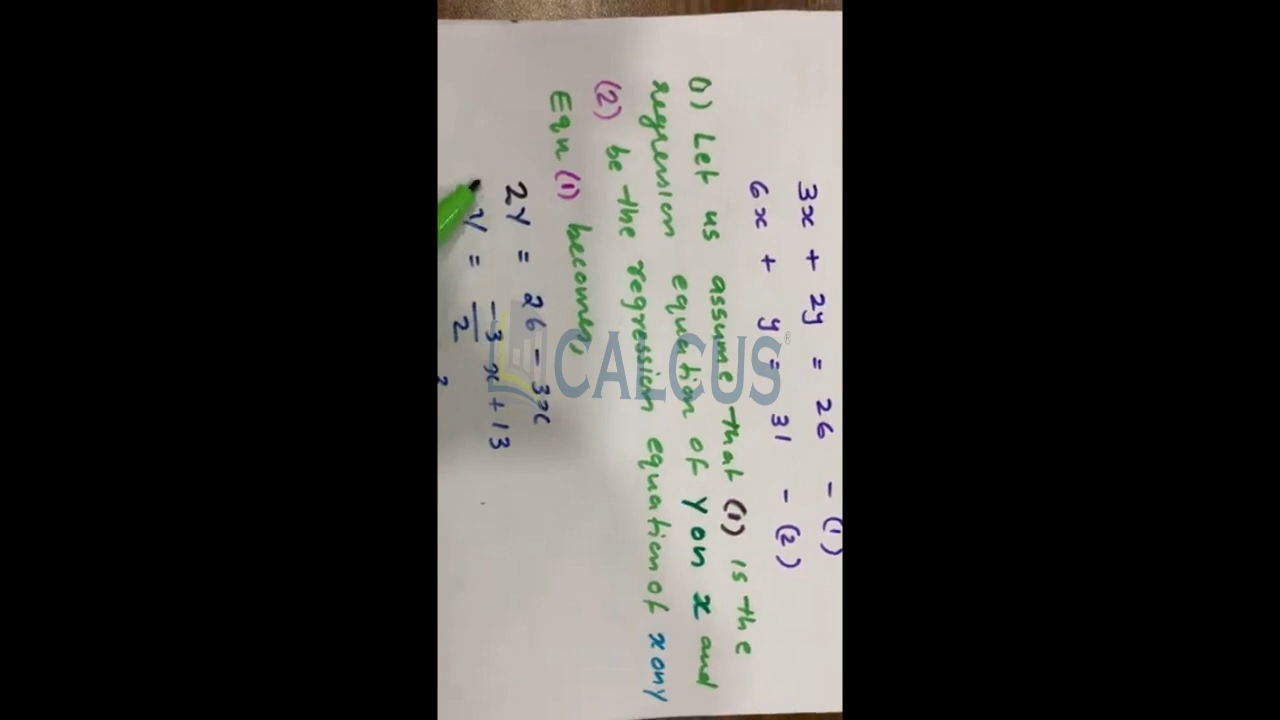 3x + 2y = 26 - (1)
6x + y = 31 - (2)
(1) Let us assume that (1) is the
regression equation of y on x and
(2) be the regression equation of x on y
Eqn (1) becomes,
2y = 26 - 3x
y = -3/2 x + 13
CALCUS